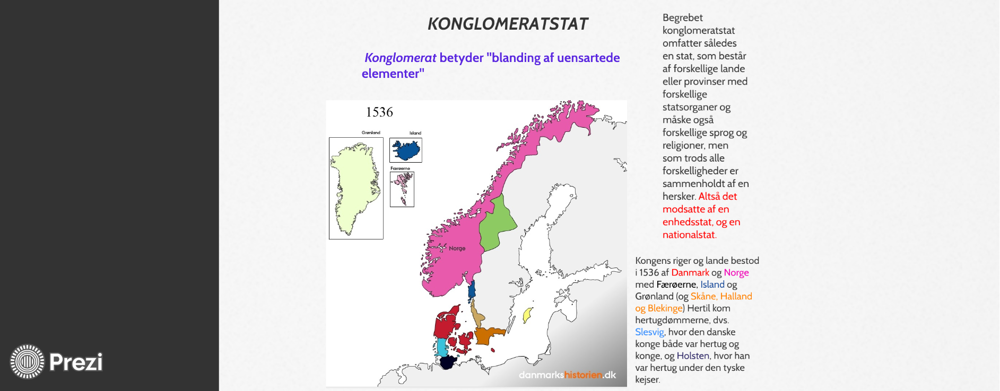 KONGLOMERATSTAT
Konglomerat betyder "blanding af uensartede
elementer"
1536
Grønland
Island
Færøerne
Norge
danmarkshistorien.dk
Begrebet
konglomeratstat
omfatter således
en stat, som består
af forskellige lande
eller provinser med
forskellige
statsorganer og
måske også
forskellige sprog og
religioner, men
som trods alle
forskelligheder er
sammenholdt af en
hersker. Altså det
modsatte af en
enhedsstat, og en
nationalstat.
Kongens riger og lande bestod
i 1536 af Danmark og Norge
med Færøerne, Island og
Grønland (og Skåne, Halland
og Blekinge) Hertil kom
hertugdømmerne, dvs.
Slesvig, hvor den danske
konge både var hertug og
konge, og Holsten, hvor han
var hertug under den tyske
kejser.
Prezi